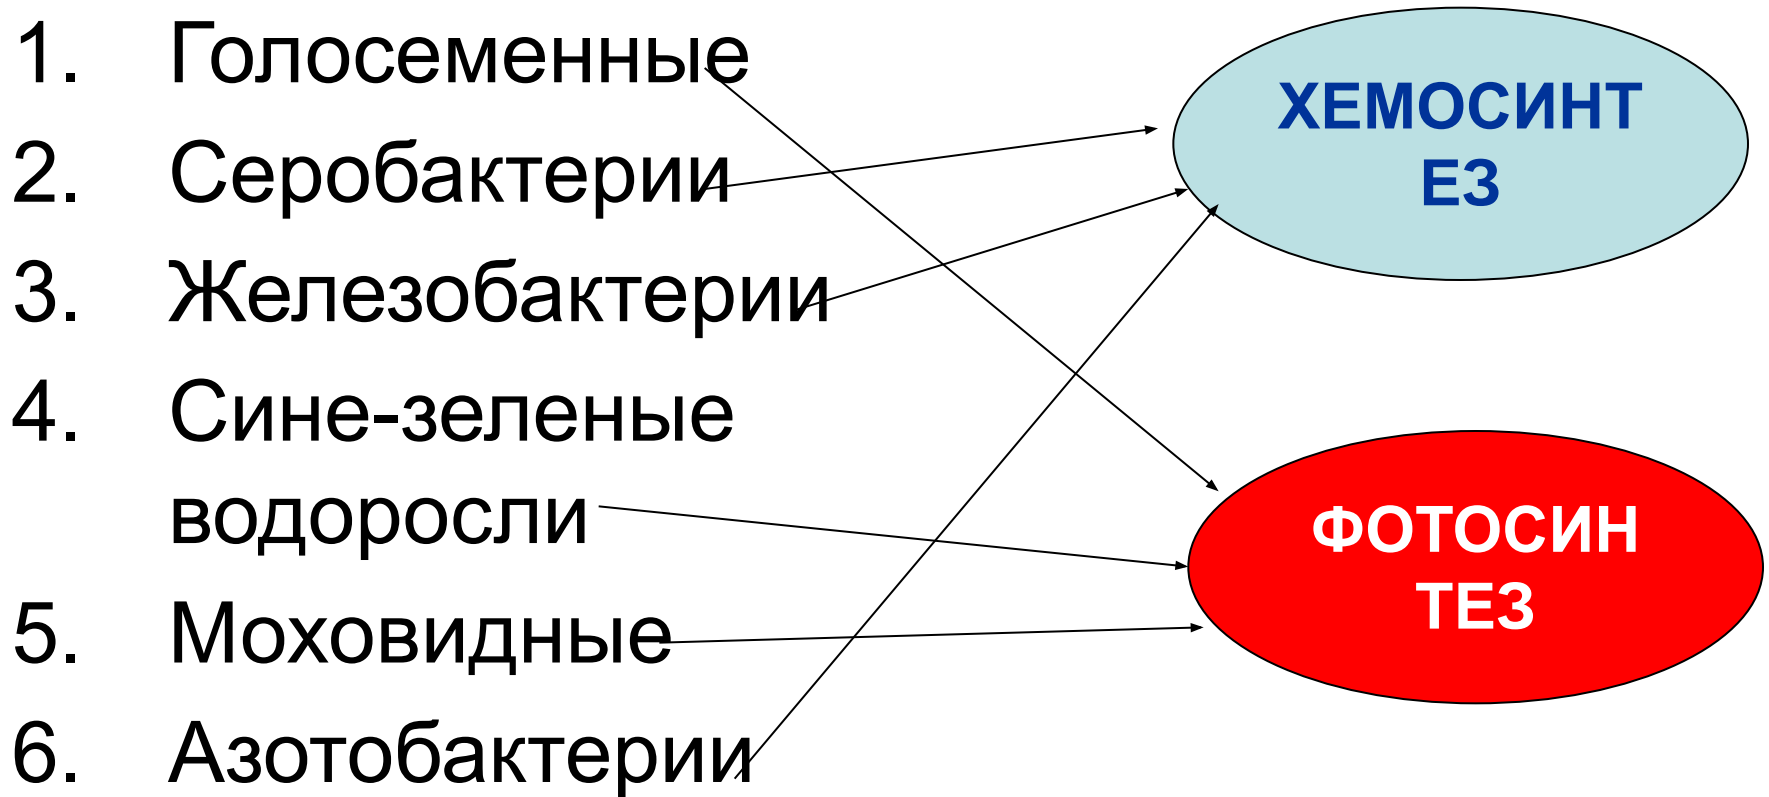 1. Голосеменные
2. Серобактерии
3. Железобактерии
4. Сине-зеленые
водоросли
5. Моховидные
6. Азотобактерии
ХЕМОСИНТ
ЕЗ
ФОТОСИН
ТЕЗ